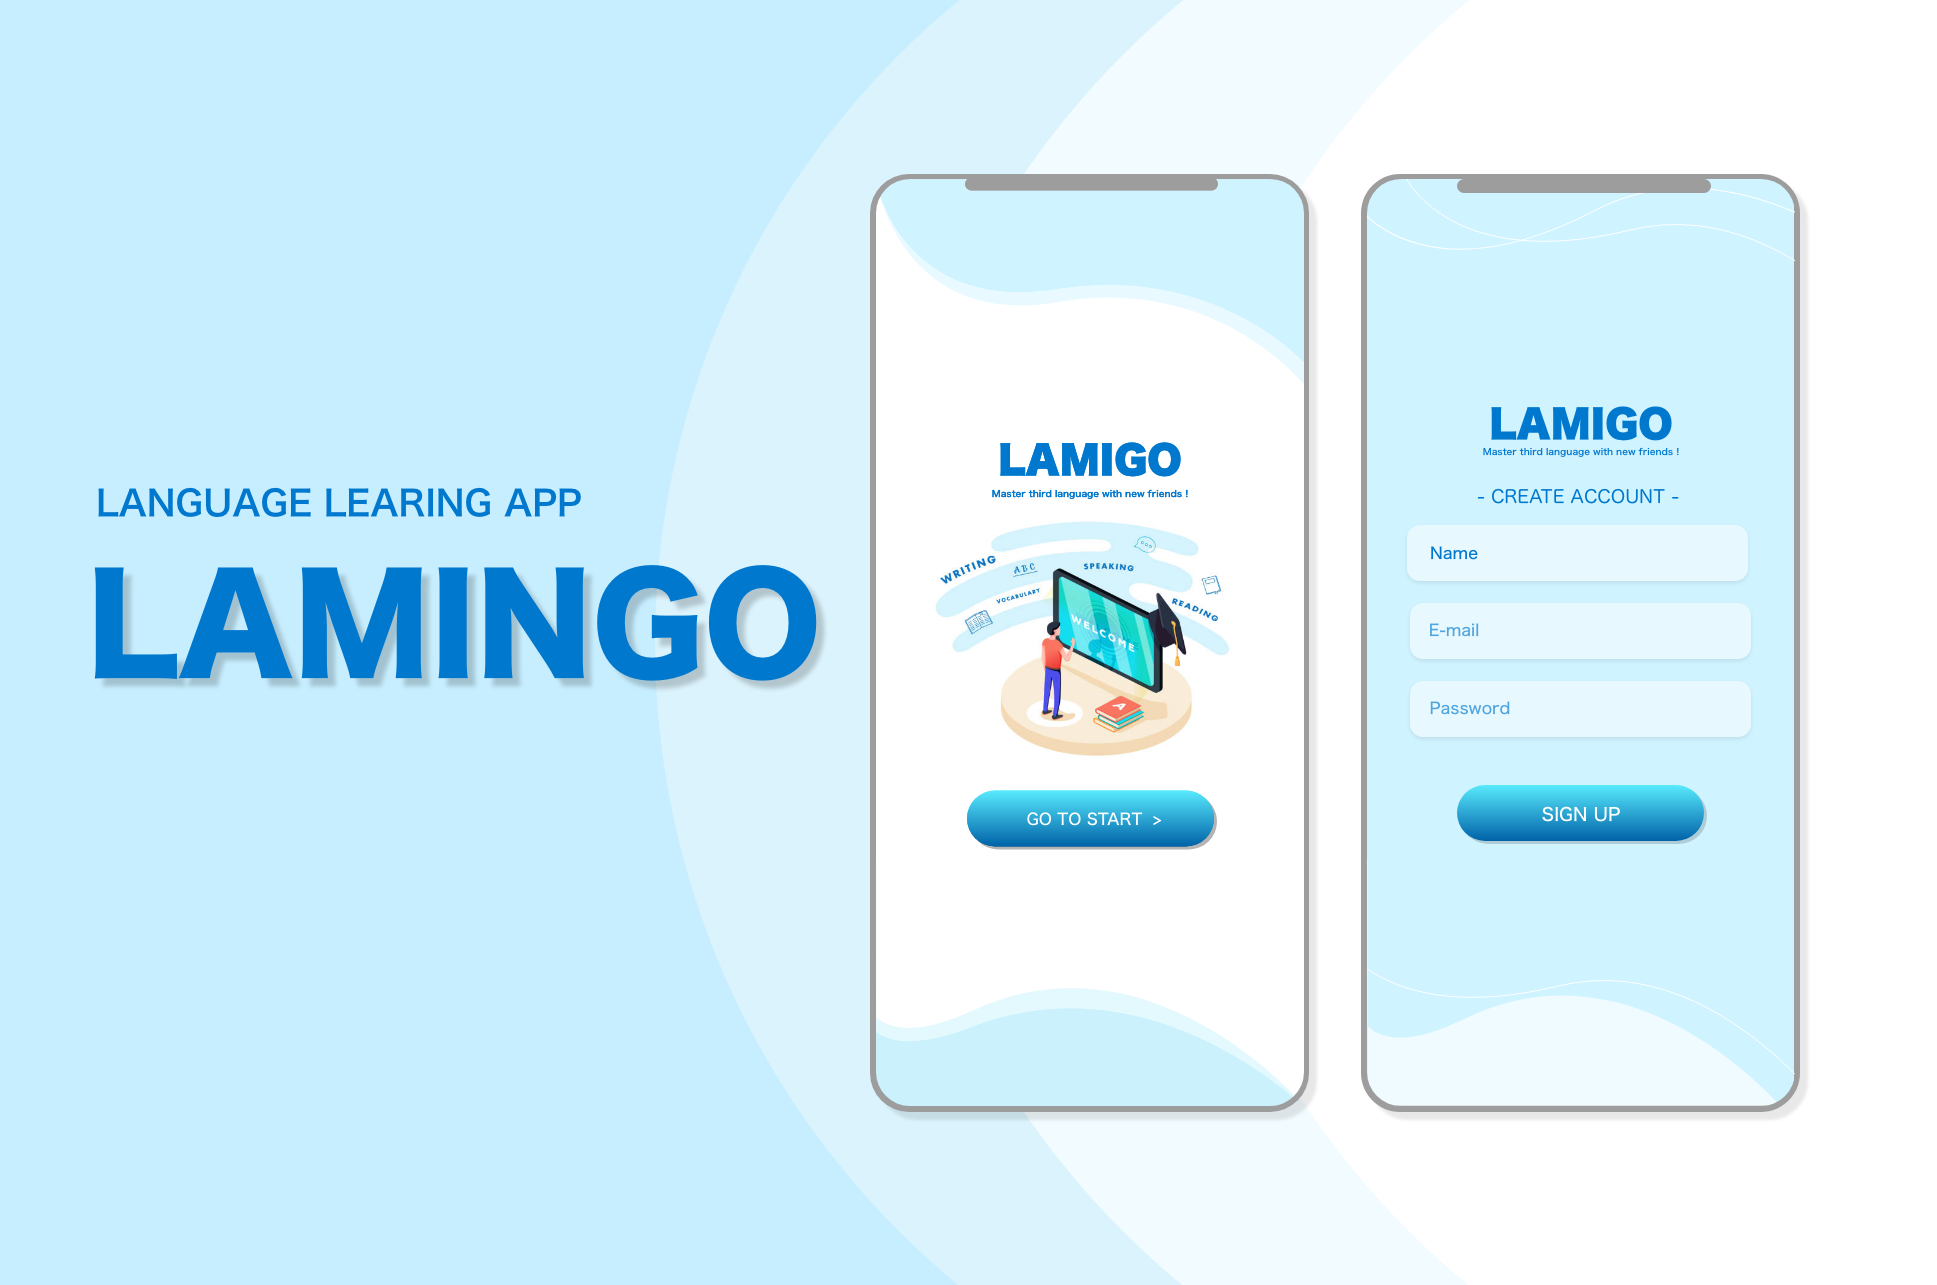 LANGUAGE LEARING APP
LAMINGO
LAMIGO
Master third language with new friends !
WRITING
ABC
SPEAKING
VOCABULARY
READING
WELCOME
A
GO TO START >
LAMIGO
Master third language with new friends !
- CREATE ACCOUNT -
Name
E-mail
Password
SIGN UP